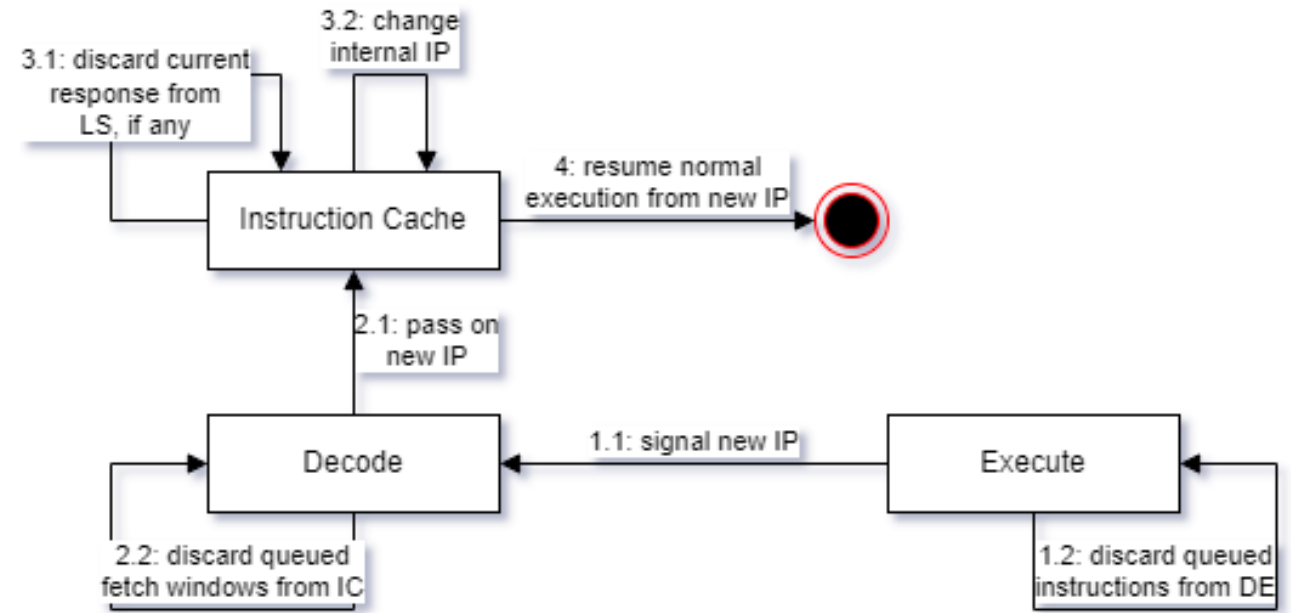 3.2: change
internal IP
3.1: discard current
response from
LS, if any
4: resume normal
execution from new IP
Instruction Cache
2.1: pass on
new IP
1.1: signal new IP
Decode
Execute
2.2: discard queued
fetch windows from IC
1.2: discard queued
instructions from DE